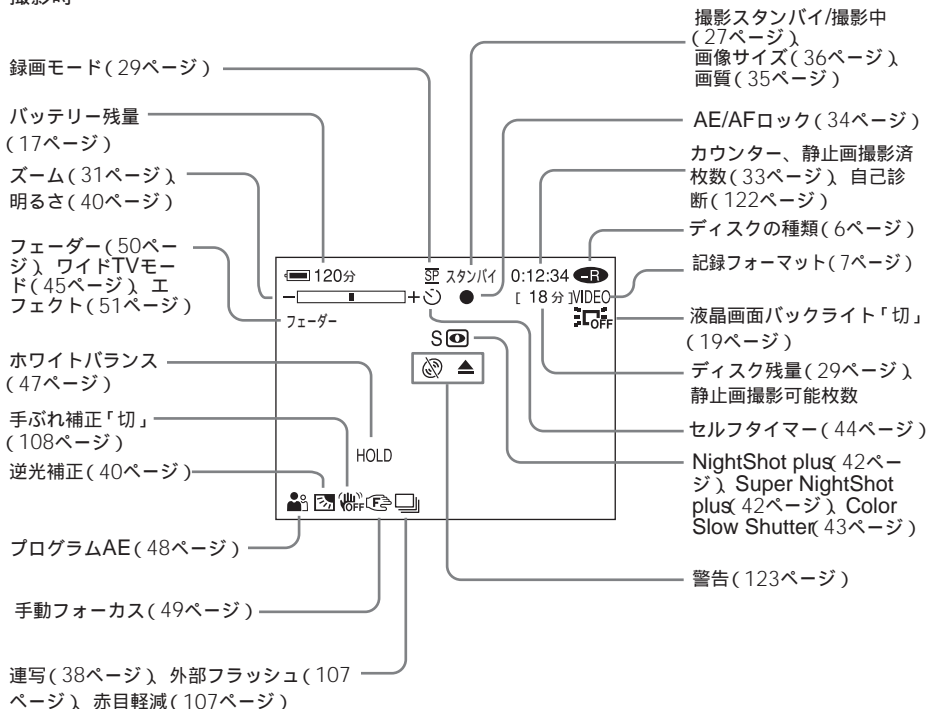 撮影時
録画モード(29ページ)
バッテリー残量
(17ページ)
ズーム(31ページ)、
明るさ(40ページ)
フェーダー(50ペー
ジ)、ワイドTVモー
ド(45ページ)、エ
フェクト(51ページ)
ホワイトバランス
(47ページ)
手ぶれ補正「切」
(108ページ)
逆光補正(40ページ)
プログラムAE(48ページ)
手動フォーカス(49ページ)
連写(38ページ)、外部フラッシュ(107
ページ)、赤目軽減(107ページ)
120分 SP スタンバイ 0:12:34 -R
[ 18分 ] VIDEO
フェーダー OFF
S
HOLD
OFF F
撮影スタンバイ/撮影中
(27ページ)、
画像サイズ(36ページ)、
画質(35ページ)
AE/AFロック(34ページ)
カウンター、静止画撮影済
枚数(33ページ)、自己診
断(122ページ)
ディスクの種類(6ページ)
記録フォーマット(7ページ)
液晶画面バックライト「切」
(19ページ)
ディスク残量(29ページ)、
静止画撮影可能枚数
セルフタイマー(44ページ)
NightShot plus(42ペー
ジ)、Super NightShot
plus(42ページ)、Color
Slow Shutter(43ページ)
警告(123ページ)